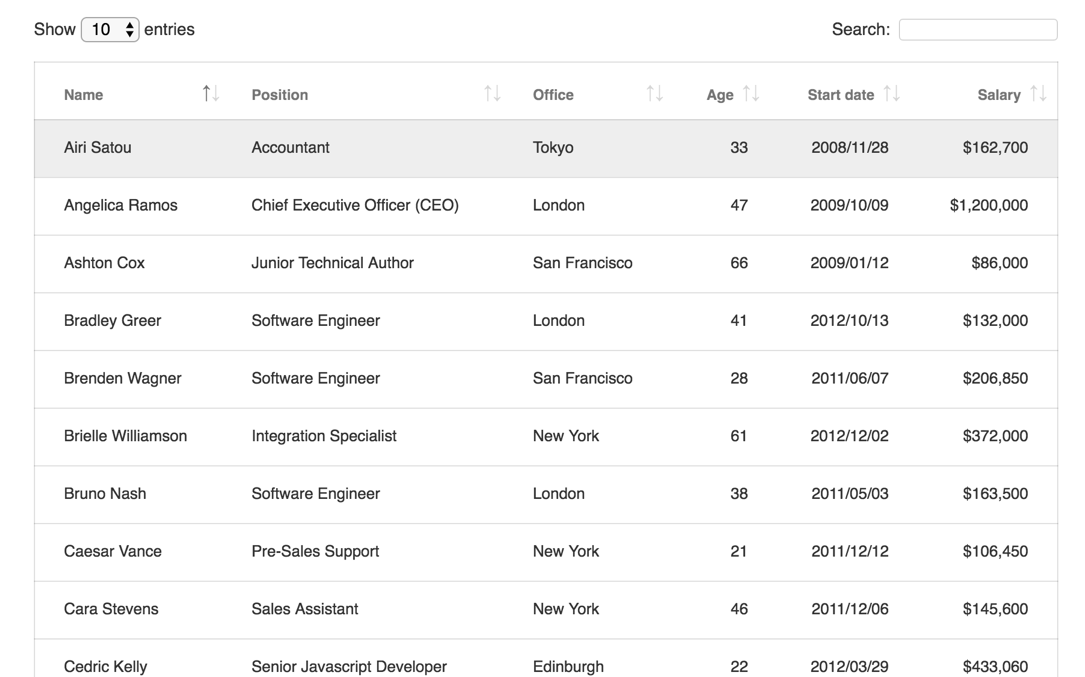 Show 10 entries Search:
Name Position Office Age Start date Salary
Airi Satou Accountant Tokyo 33 2008/11/28 $162,700
Angelica Ramos Chief Executive Officer (CEO) London 47 2009/10/09 $1,200,000
Ashton Cox Junior Technical Author San Francisco 66 2009/01/12 $86,000
Bradley Greer Software Engineer London 41 2012/10/13 $132,000
Brenden Wagner Software Engineer San Francisco 28 2011/06/07 $206,850
Brielle Williamson Integration Specialist New York 61 2012/12/02 $372,000
Bruno Nash Software Engineer London 38 2011/05/03 $163,500
Caesar Vance Pre-Sales Support New York 21 2011/12/12 $106,450
Cara Stevens Sales Assistant New York 46 2011/12/06 $145,600
Cedric Kelly Senior Javascript Developer Edinburgh 22 2012/03/29 $433,060